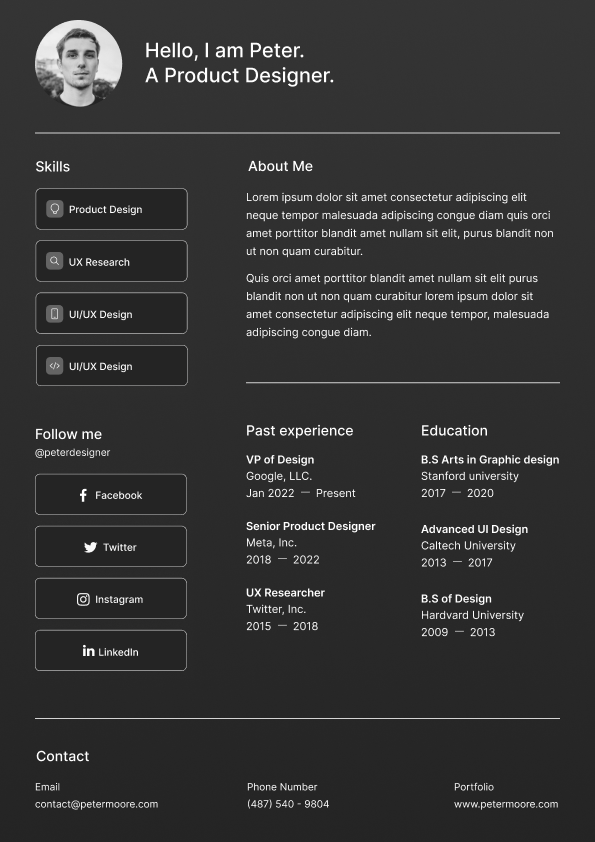 Hello, I am Peter.
A Product Designer.
Skills
Product Design
UX Research
UI/UX Design
UI/UX Design
About Me
Lorem ipsum dolor sit amet consectetur adipiscing elit
neque tempor malesuada adipiscing congue diam quis orci
amet porttitor blandit amet nullam sit elit, purus blandit non
ut non quam curabitur.
Quis orci amet porttitor blandit amet nullam sit elit purus
blandit non ut non quam curabitur lorem ipsum dolor sit
amet consectetur adipiscing elit neque tempor, malesuada
adipiscing congue diam.
Follow me
@peterdesigner
Facebook
Twitter
Instagram
LinkedIn
Past experience
VP of Design
Google, LLC.
Jan 2022 — Present
Senior Product Designer
Meta, Inc.
2018 — 2022
UX Researcher
Twitter, Inc.
2015 — 2018
Education
B.S Arts in Graphic design
Stanford university
2017 — 2020
Advanced UI Design
Caltech University
2013 — 2017
B.S of Design
Hardvard University
2009 — 2013
Contact
Email
contact@petermoore.com
Phone Number
(487) 540 - 9804
Portfolio
www.petermoore.com